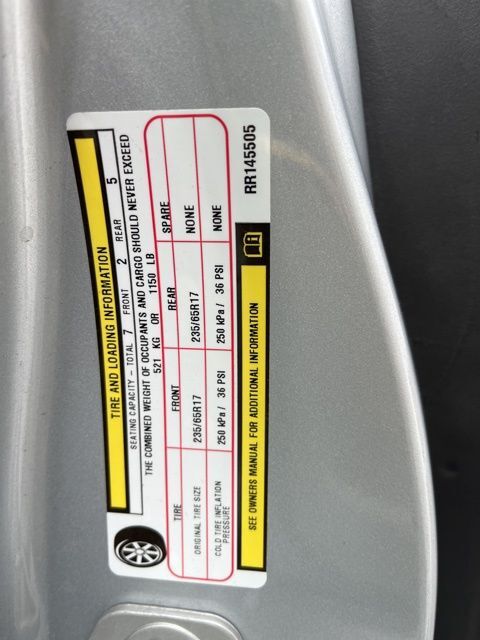 TIRE AND LOADING INFORMATION
SEATING CAPACITY - TOTAL 7 FRONT 2 REAR 5
THE COMBINED WEIGHT OF OCCUPANTS AND CARGO SHOULD NEVER EXCEED
521 KG OR 1150 LB
TIRE FRONT REAR SPARE
ORIGINAL TIRE SIZE 235/65R17 235/65R17 NONE
COLD TIRE INFLATION PRESSURE 250 kPa / 36 PSI 250 kPa / 36 PSI NONE
SEE OWNERS MANUAL FOR ADDITIONAL INFORMATION
RR145505